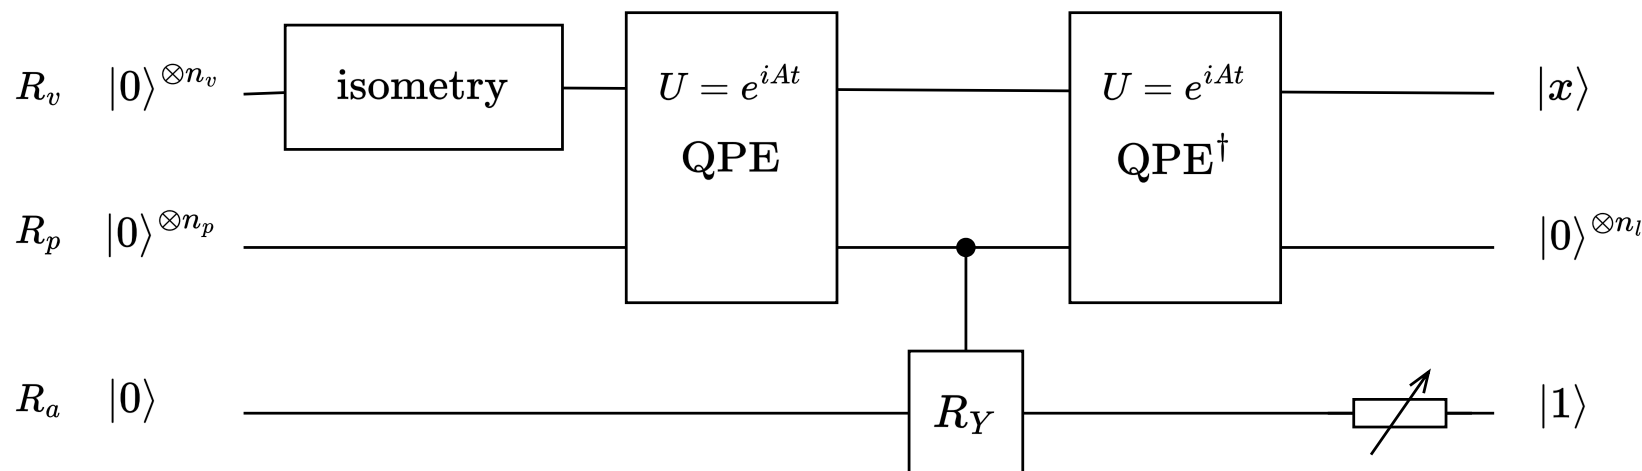 R_v |0⟩^{⊗n_v} isometry U = e^{iAt} U = e^{iAt} |x⟩
QPE QPE†
R_p |0⟩^{⊗n_p} |0⟩^{⊗n_l}
R_a |0⟩ R_Y |1⟩